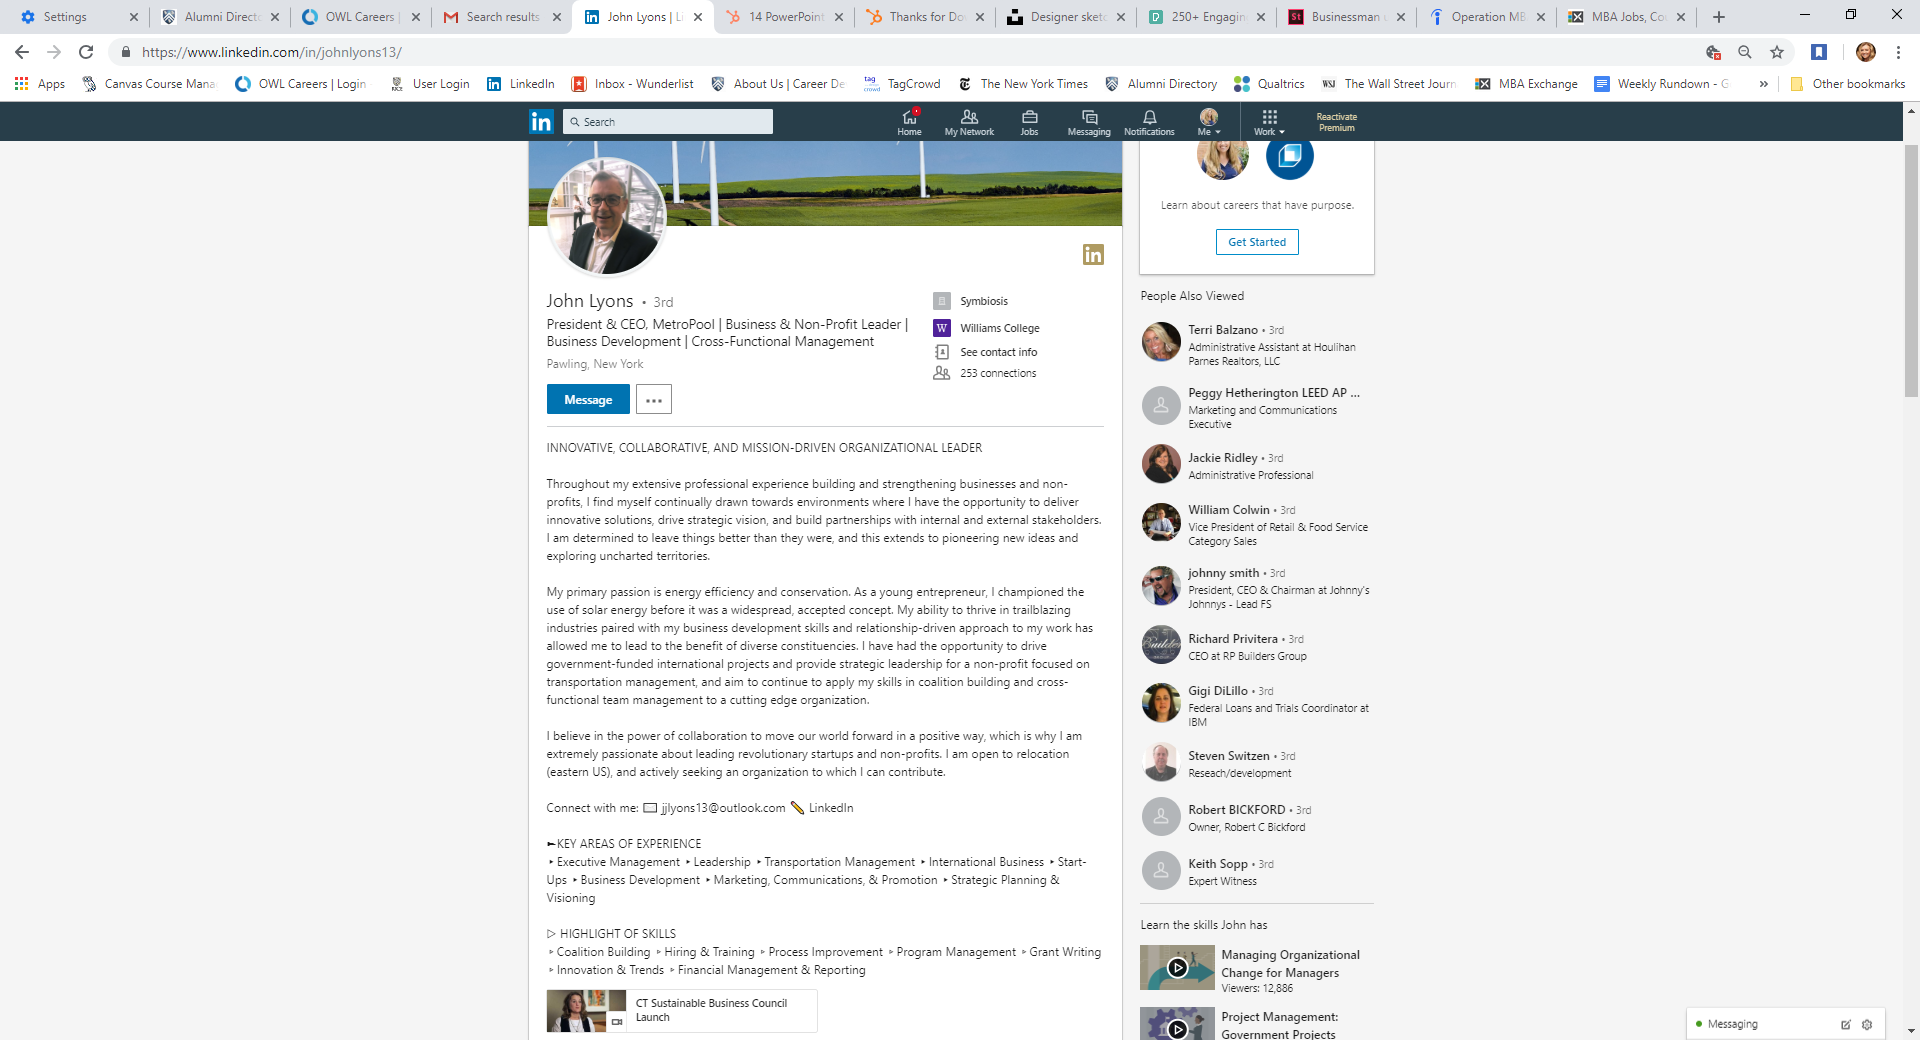 Settings
Alumni Directo
OWL Careers |
Search results
John Lyons | Li
14 PowerPoint
Thanks for Do
Designer sket
250+ Engagin
Businessman u
Operation MB
MBA Jobs, Co
https://www.linkedin.com/in/johnlyons13/
Apps
Canvas Course Mana
OWL Careers | Login
User Login
LinkedIn
Inbox - Wunderlist
About Us | Career De
TagCrowd
The New York Times
Alumni Directory
Qualtrics
The Wall Street Journ
MBA Exchange
Weekly Rundown - G
Other bookmarks
in
Search
Home
My Network
Jobs
Messaging
Notifications
Me
Work
Reactivate
Premium
John Lyons • 3rd
President & CEO, MetroPool | Business & Non-Profit Leader |
Business Development | Cross-Functional Management
Pawling, New York
Message
...
Symbiosis
Williams College
See contact info
253 connections
INNOVATIVE, COLLABORATIVE, AND MISSION-DRIVEN ORGANIZATIONAL LEADER
Throughout my extensive professional experience building and strengthening businesses and non-
profits, I find myself continually drawn towards environments where I have the opportunity to deliver
innovative solutions, drive strategic vision, and build partnerships with internal and external stakeholders.
I am determined to leave things better than they were, and this extends to pioneering new ideas and
exploring uncharted territories.
My primary passion is energy efficiency and conservation. As a young entrepreneur, I championed the
use of solar energy before it was a widespread, accepted concept. My ability to thrive in trailblazing
industries paired with my business development skills and relationship-driven approach to my work has
allowed me to lead to the benefit of diverse constituencies. I have had the opportunity to drive
government-funded international projects and provide strategic leadership for a non-profit focused on
transportation management, and aim to continue to apply my skills in coalition building and cross-
functional team management to a cutting edge organization.
I believe in the power of collaboration to move our world forward in a positive way, which is why I am
extremely passionate about leading revolutionary startups and non-profits. I am open to relocation
(eastern US), and actively seeking an organization to which I can contribute.
Connect with me: ✉ jjlyons13@outlook.com ✏ LinkedIn
►KEY AREAS OF EXPERIENCE
‣ Executive Management ‣ Leadership ‣ Transportation Management ‣ International Business ‣ Start-
Ups ‣ Business Development ‣ Marketing, Communications, & Promotion ‣ Strategic Planning &
Visioning
▷ HIGHLIGHT OF SKILLS
▹ Coalition Building ▹ Hiring & Training ▹ Process Improvement ▹ Program Management ▹ Grant Writing
▹ Innovation & Trends ▹ Financial Management & Reporting
CT Sustainable Business Council
Launch
Learn about careers that have purpose.
Get Started
People Also Viewed
Terri Balzano • 3rd
Administrative Assistant at Houlihan
Parnes Realtors, LLC
Peggy Hetherington LEED AP ...
Marketing and Communications
Executive
Jackie Ridley • 3rd
Administrative Professional
William Colwin • 3rd
Vice President of Retail & Food Service
Category Sales
johnny smith • 3rd
President, CEO & Chairman at Johnny's
Johnnys - Lead FS
Richard Privitera • 3rd
CEO at RP Builders Group
Gigi DiLillo • 3rd
Federal Loans and Trials Coordinator at
IBM
Steven Switzen • 3rd
Reseach/development
Robert BICKFORD • 3rd
Owner, Robert C Bickford
Keith Sopp • 3rd
Expert Witness
Learn the skills John has
Managing Organizational
Change for Managers
Viewers: 12,886
Project Management:
Government Projects
Messaging